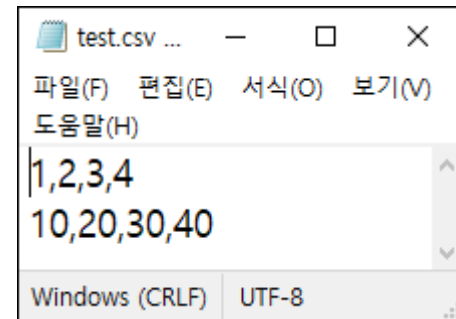 test.csv ...
파일(F) 편집(E) 서식(O) 보기(V)
도움말(H)
1,2,3,4
10,20,30,40
Windows (CRLF) UTF-8